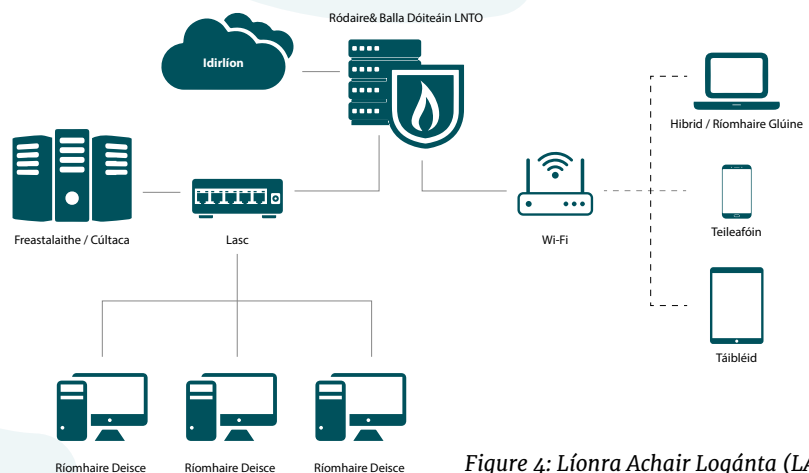 Ródaire& Balla Dóiteáin LNTO
Idirlíon
Hibrid / Ríomhaire Glúine
Freastalaithe / Cúltaca
Lasc
Wi-Fi
Teileafóin
Táibléid
Ríomhaire Deisce
Ríomhaire Deisce
Ríomhaire Deisce
Figure 4: Líonra Achair Logánta (LA